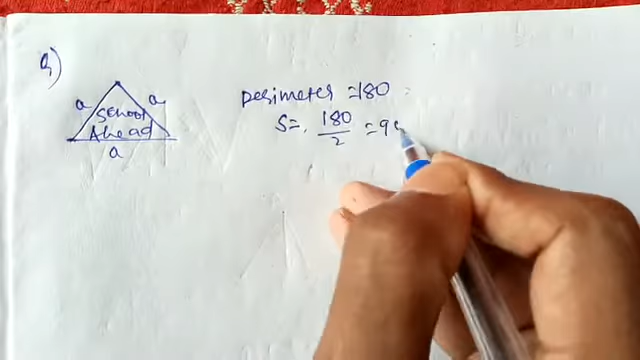 Q)
a a
School
Ahead
a
perimeter =180
S=. 180/2 =90